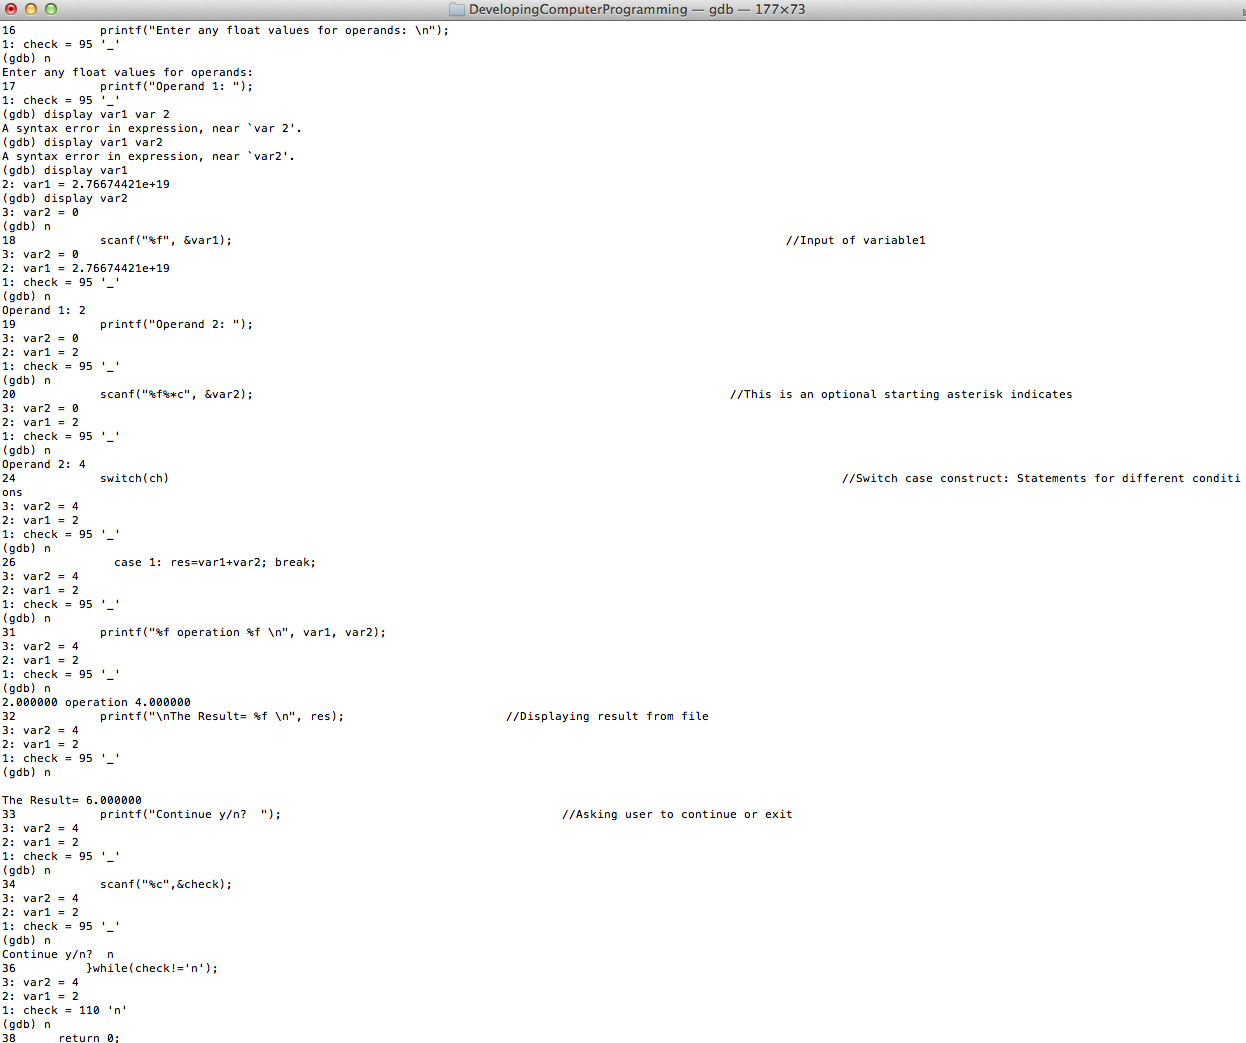 DevelopingComputerProgramming — gdb — 177×73
16            printf("Enter any float values for operands: \n");
1: check = 95 '_'
(gdb) n
Enter any float values for operands:
17            printf("Operand 1: ");
1: check = 95 '_'
(gdb) display var1 var 2
A syntax error in expression, near `var 2'.
(gdb) display var1 var2
A syntax error in expression, near `var2'.
(gdb) display var1
2: var1 = 2.76674421e+19
(gdb) display var2
3: var2 = 0
(gdb) n
18            scanf("%f", &var1);                                                                               //Input of variable1
3: var2 = 0
2: var1 = 2.76674421e+19
1: check = 95 '_'
(gdb) n
Operand 1: 2
19            printf("Operand 2: ");
3: var2 = 0
2: var1 = 2
1: check = 95 '_'
(gdb) n
20            scanf("%f%*c", &var2);                                                                    //This is an optional starting asterisk indicates
3: var2 = 0
2: var1 = 2
1: check = 95 '_'
(gdb) n
Operand 2: 4
24            switch(ch)                                                                                                //Switch case construct: Statements for different conditi
ons
3: var2 = 4
2: var1 = 2
1: check = 95 '_'
(gdb) n
26              case 1: res=var1+var2; break;
3: var2 = 4
2: var1 = 2
1: check = 95 '_'
(gdb) n
31            printf("%f operation %f \n", var1, var2);
3: var2 = 4
2: var1 = 2
1: check = 95 '_'
(gdb) n
2.000000 operation 4.000000
32            printf("\nThe Result= %f \n", res);                       //Displaying result from file
3: var2 = 4
2: var1 = 2
1: check = 95 '_'
(gdb) n
The Result= 6.000000
33            printf("Continue y/n?  ");                                        //Asking user to continue or exit
3: var2 = 4
2: var1 = 2
1: check = 95 '_'
(gdb) n
34            scanf("%c",&check);
3: var2 = 4
2: var1 = 2
1: check = 95 '_'
(gdb) n
Continue y/n?  n
36          }while(check!='n');
3: var2 = 4
2: var1 = 2
1: check = 110 'n'
(gdb) n
38      return 0;